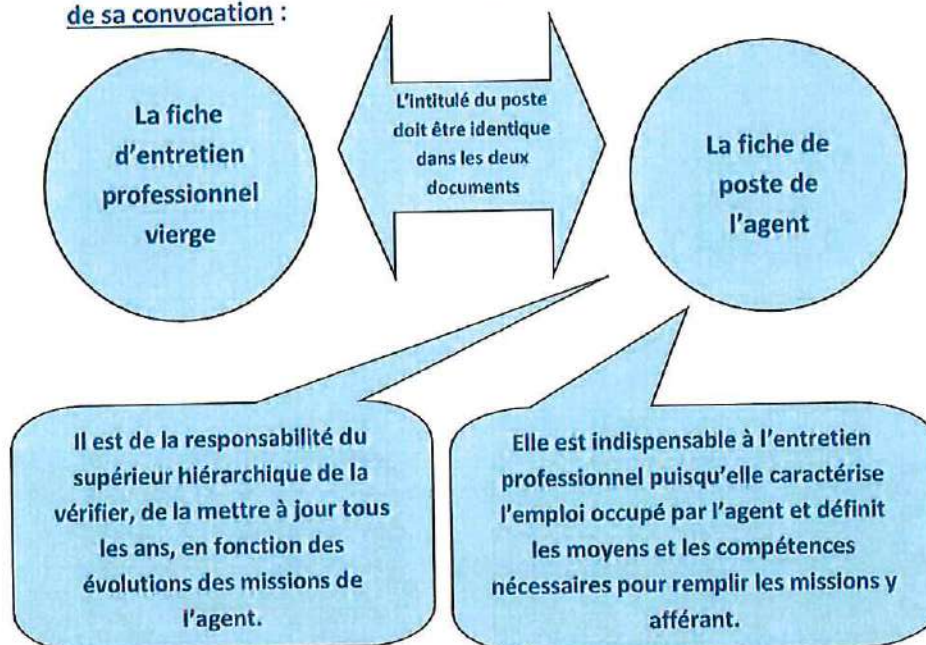 de sa convocation :
La fiche
d'entretien
professionnel
vierge
L'intitulé du poste
doit être identique
dans les deux
documents
La fiche de
poste de
l'agent
Il est de la responsabilité du
supérieur hiérarchique de la
vérifier, de la mettre à jour tous
les ans, en fonction des
évolutions des missions de
l'agent.
Elle est indispensable à l'entretien
professionnel puisqu'elle caractérise
l'emploi occupé par l'agent et définit
les moyens et les compétences
nécessaires pour remplir les missions y
afférant.